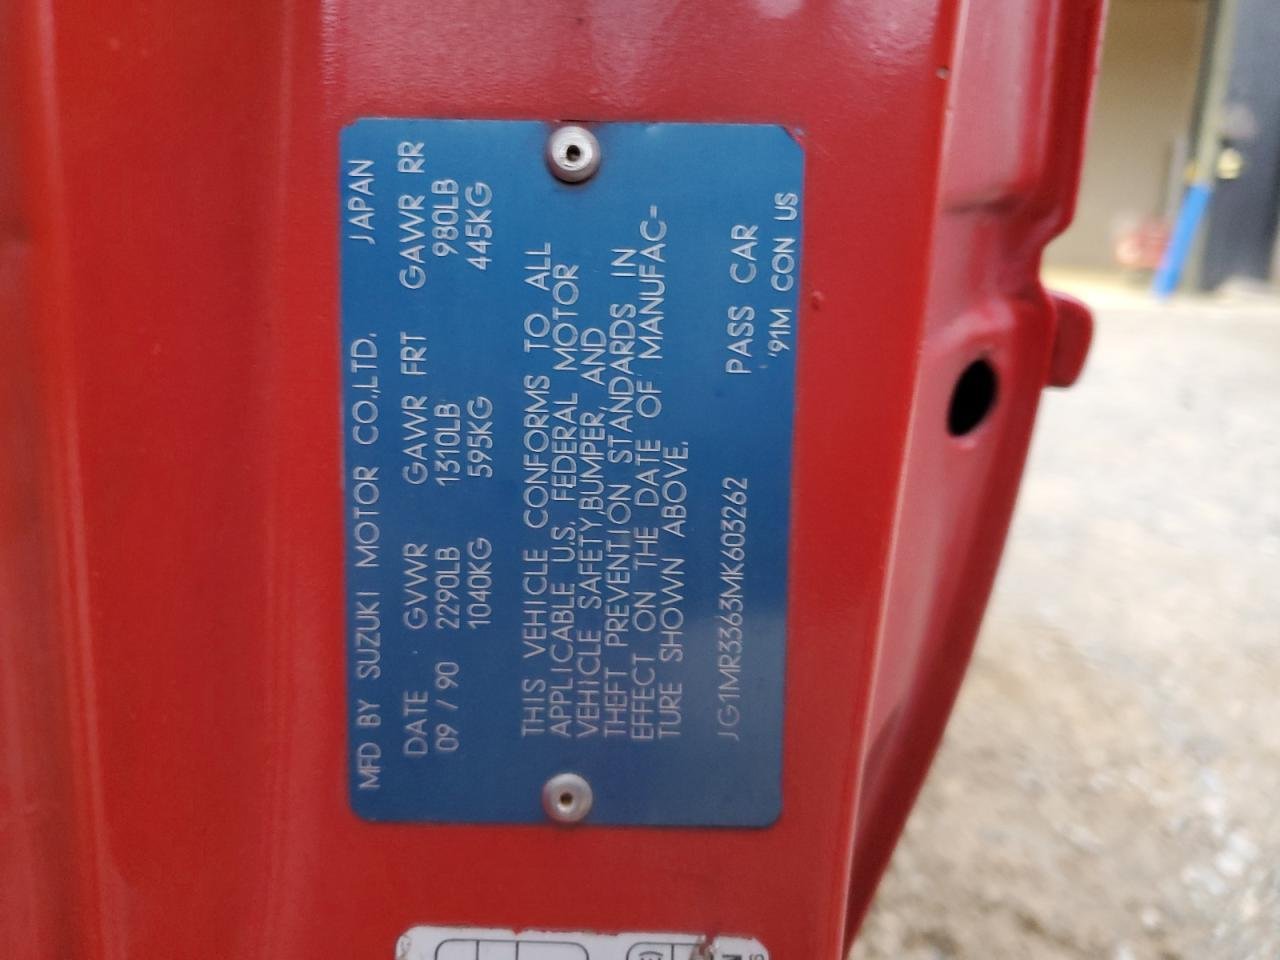 MFD BY SUZUKI MOTOR CO.,LTD. JAPAN
DATE GVWR GAWR FRT GAWR RR
09 / 90 2290LB 1310LB 980LB
1040KG 595KG 445KG
THIS VEHICLE CONFORMS TO ALL
APPLICABLE U.S. FEDERAL MOTOR
VEHICLE SAFETY,BUMPER, AND
THEFT PREVENTION STANDARDS IN
EFFECT ON THE DATE OF MANUFAC-
TURE SHOWN ABOVE.
JG1MR3363MK603262 PASS CAR
'91M CON US